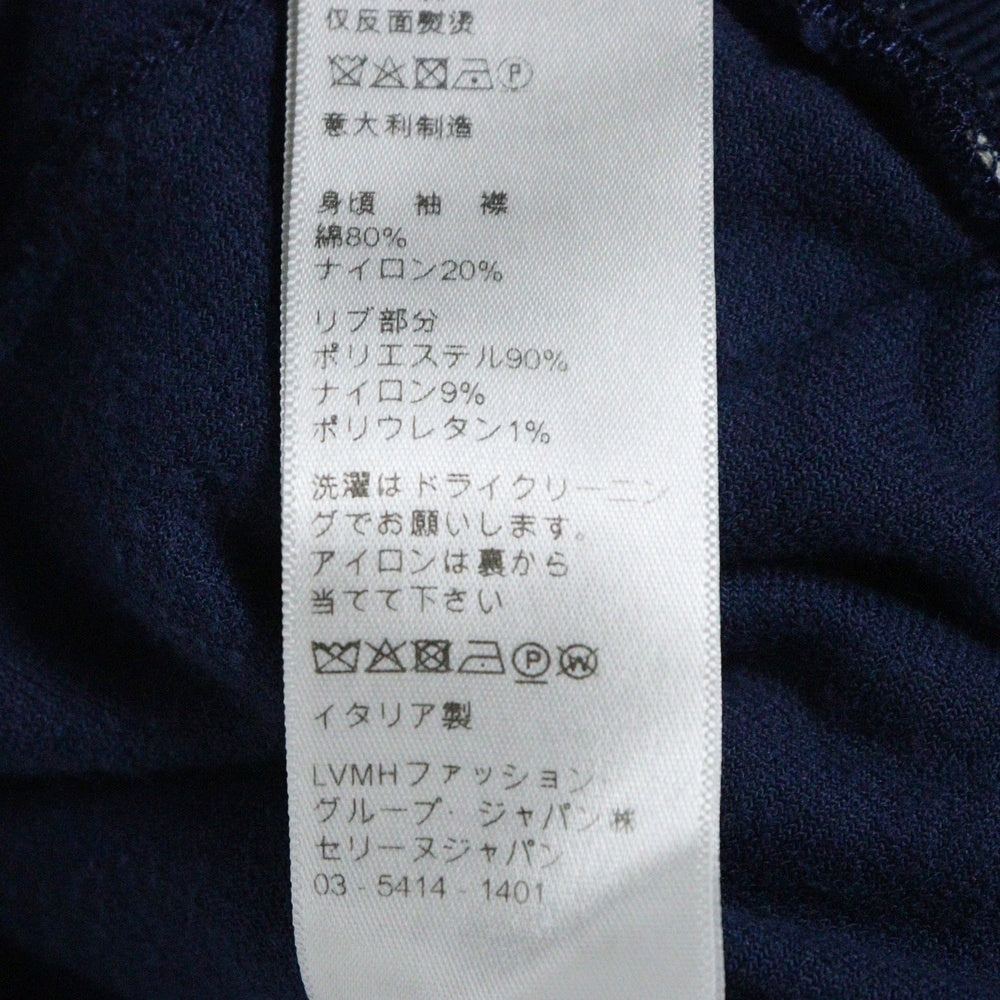 仅反面熨烫
P
意大利制造
身頃 袖 襟
綿80%
ナイロン20%
リブ部分
ポリエステル90%
ナイロン9%
ポリウレタン1%
洗濯はドライクリーニン
グでお願いします。
アイロンは裏から
当てて下さい
P W
イタリア製
LVMHファッション
グループ・ジャパン㈱
セリーヌジャパン
03 - 5414 - 1401